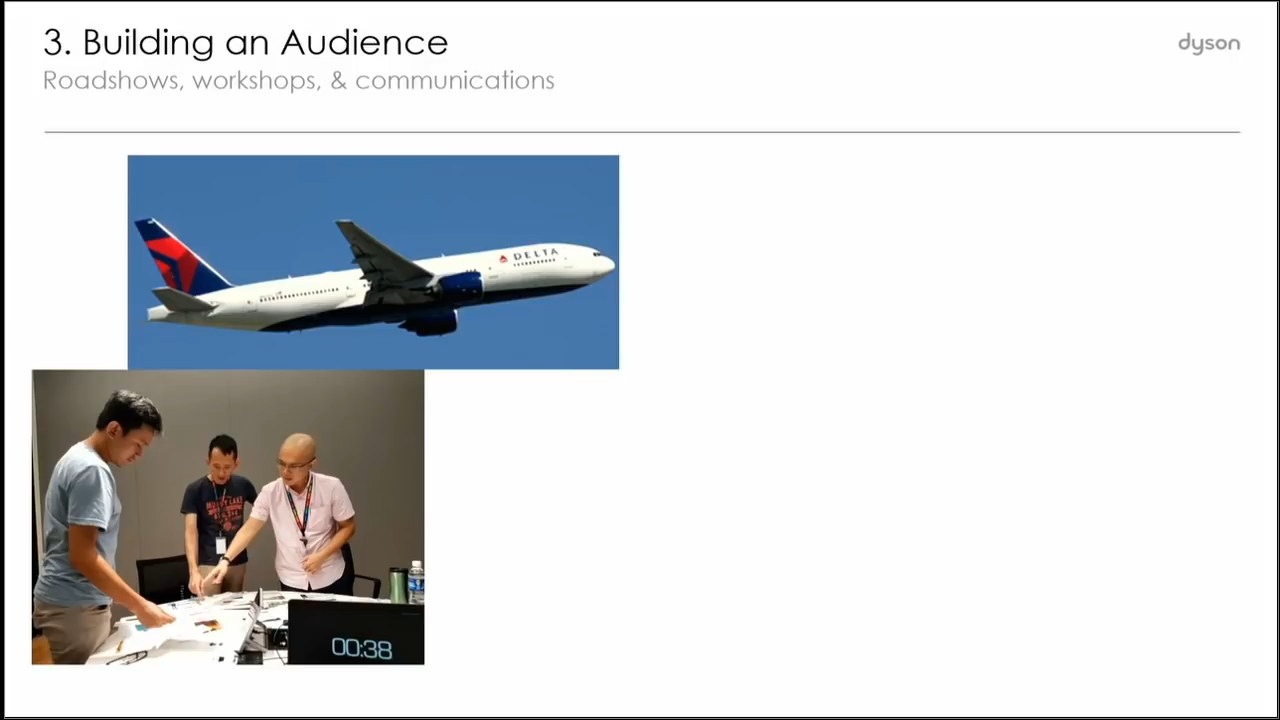 3. Building an Audience
dyson
Roadshows, workshops, & communications
DELTA
00:38